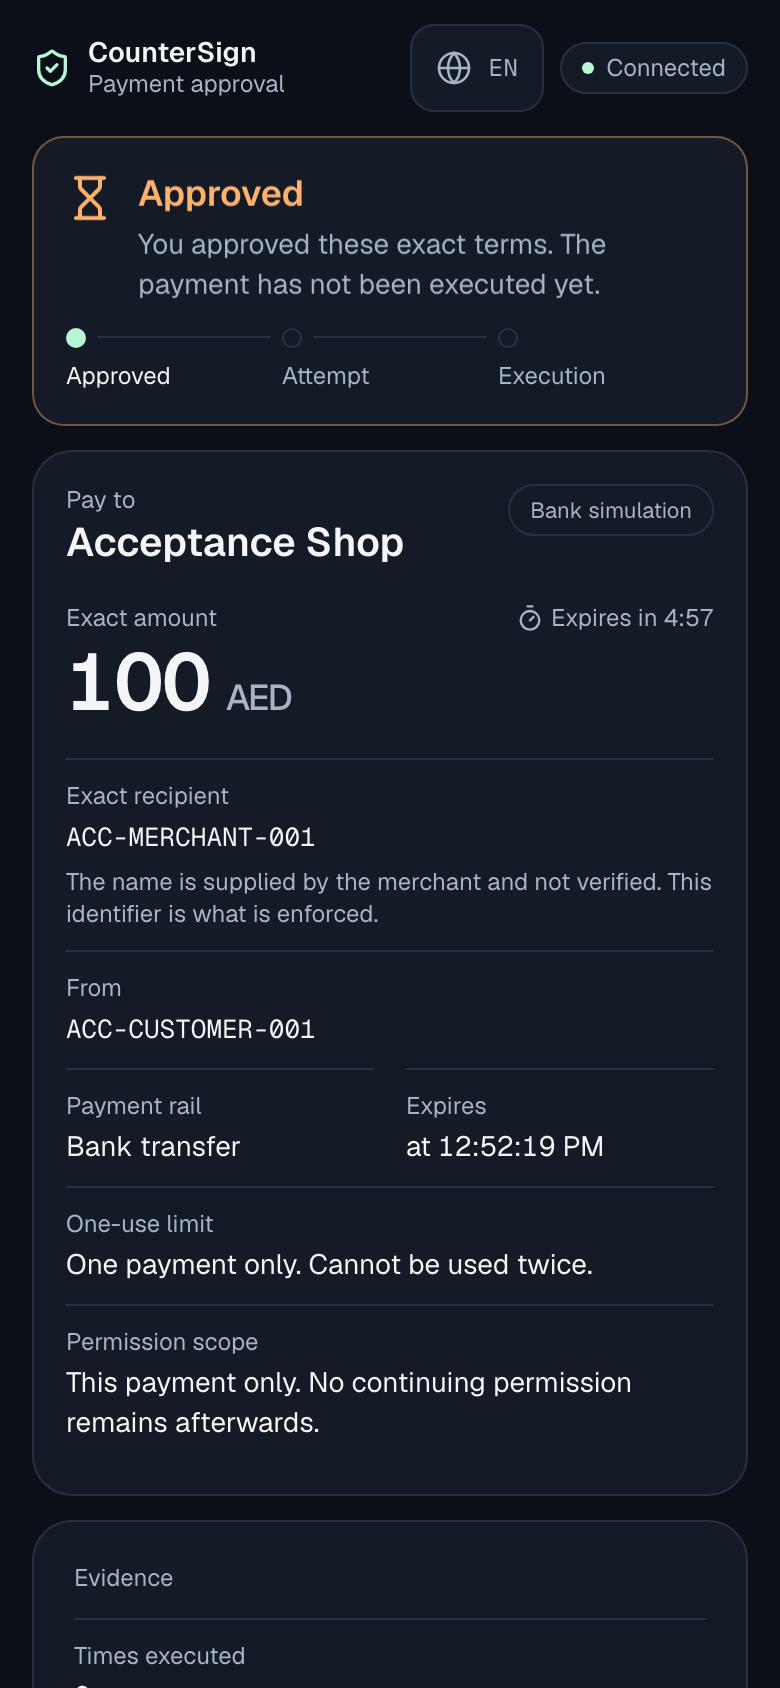 CounterSign
Payment approval
EN
Connected
Approved
You approved these exact terms. The
payment has not been executed yet.
Approved
Attempt
Execution
Pay to
Acceptance Shop
Bank simulation
Exact amount
Expires in 4:57
100 AED
Exact recipient
ACC-MERCHANT-001
The name is supplied by the merchant and not verified. This
identifier is what is enforced.
From
ACC-CUSTOMER-001
Payment rail
Bank transfer
Expires
at 12:52:19 PM
One-use limit
One payment only. Cannot be used twice.
Permission scope
This payment only. No continuing permission
remains afterwards.
Evidence
Times executed